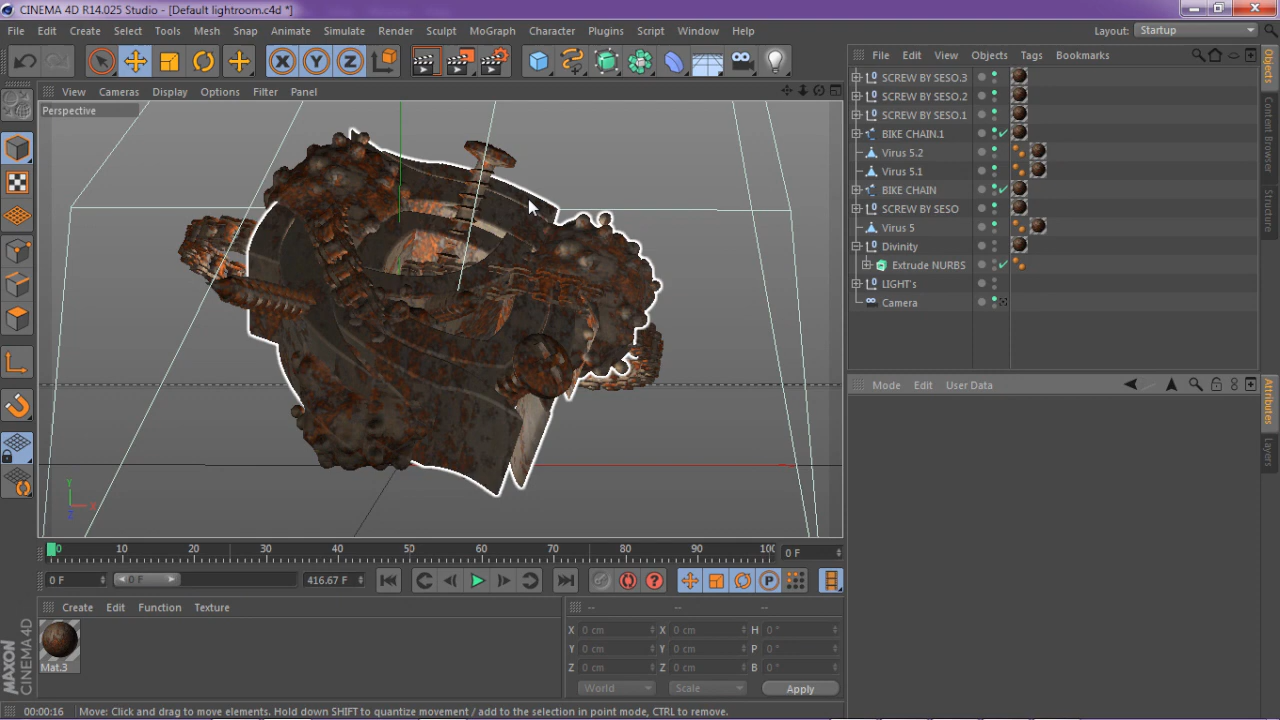 CINEMA 4D R14.025 Studio - [Default lightroom.c4d *]
File Edit Create Select Tools Mesh Snap Animate Simulate Render Sculpt MoGraph Character Plugins Script Window Help Layout: Startup
X Y Z
File Edit View Objects Tags Bookmarks
View Cameras Display Options Filter Panel
Perspective
SCREW BY SESO.3
SCREW BY SESO.2
SCREW BY SESO.1
BIKE CHAIN.1
Virus 5.2
Virus 5.1
BIKE CHAIN
SCREW BY SESO
Virus 5
Divinity
Extrude NURBS
LIGHT's
Camera
Objects
Content Browser
Structure
Mode Edit User Data
Attributes
Layers
Y
X
Z
0 10 20 30 40 50 60 70 80 90 100 0 F
0 F 0 F 416.67 F P
Create Edit Function Texture
Mat.3
-- -- --
X 0 cm X 0 cm H 0 °
Y 0 cm Y 0 cm P 0 °
Z 0 cm Z 0 cm B 0 °
World Scale Apply
MAXON
CINEMA 4D
00:00:16 Move: Click and drag to move elements. Hold down SHIFT to quantize movement / add to the selection in point mode, CTRL to remove.